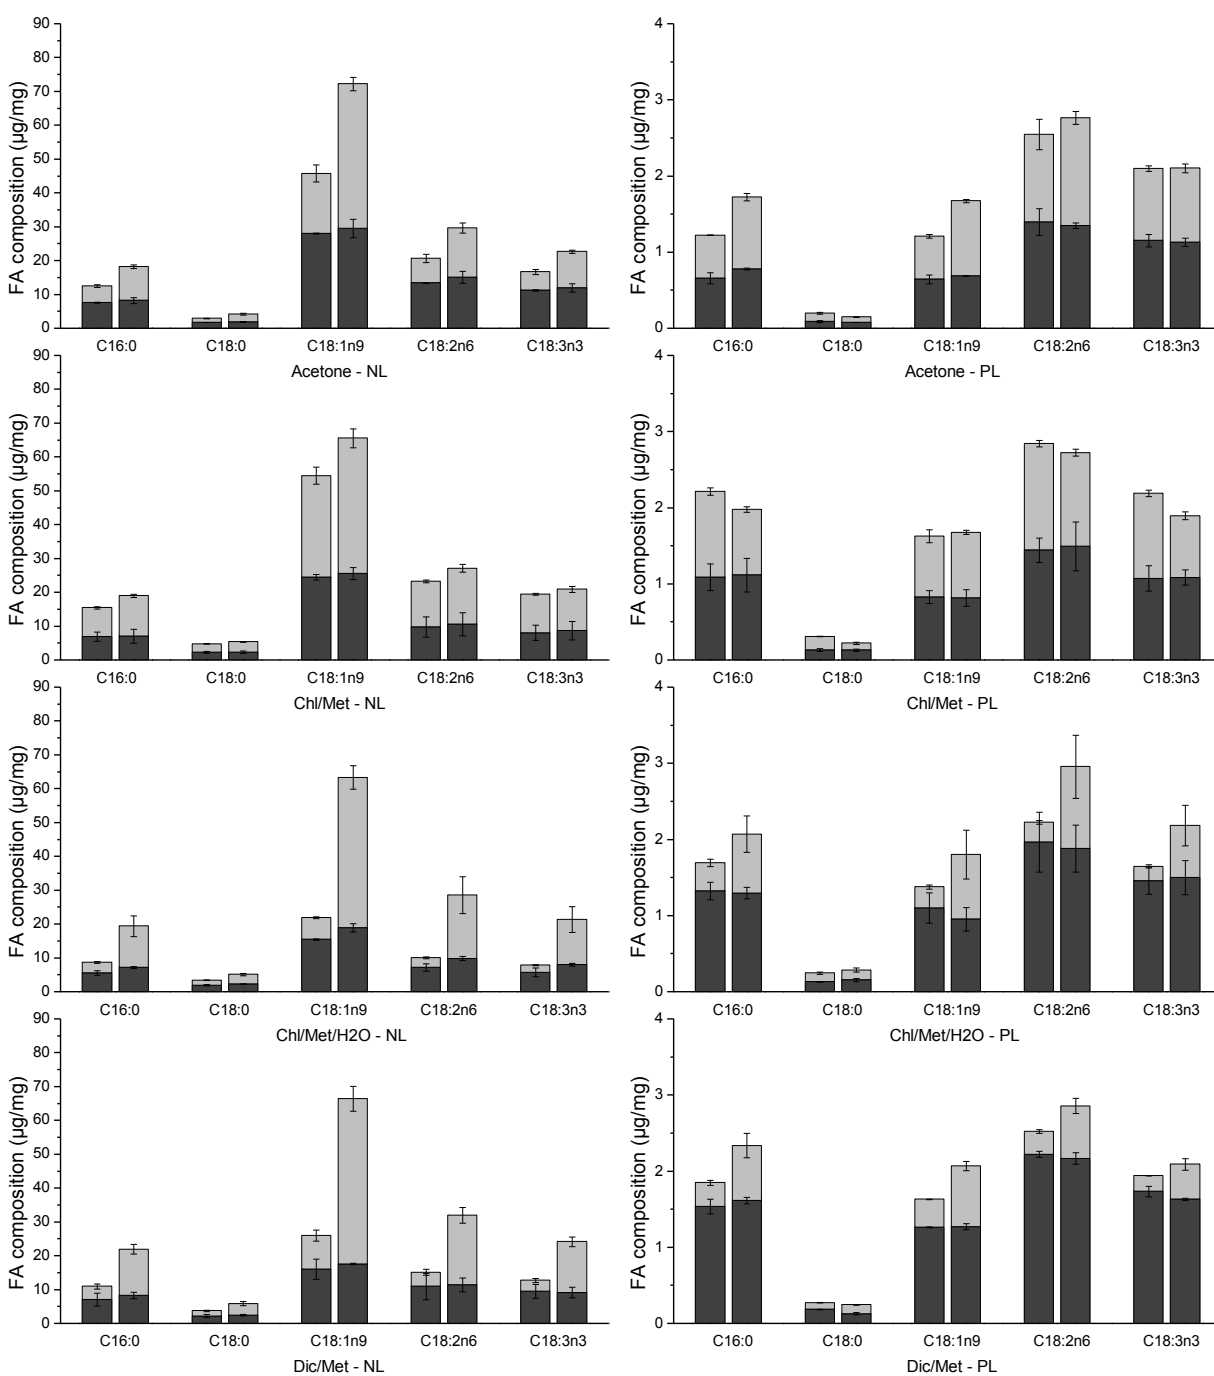 FA composition (µg/mg)
90
80
70
60
50
40
30
20
10
0
C16:0 C18:0 C18:1n9 C18:2n6 C18:3n3
Acetone - NL
FA composition (µg/mg)
4
3
2
1
0
C16:0 C18:0 C18:1n9 C18:2n6 C18:3n3
Acetone - PL
FA composition (µg/mg)
90
80
70
60
50
40
30
20
10
0
C16:0 C18:0 C18:1n9 C18:2n6 C18:3n3
Chl/Met - NL
FA composition (µg/mg)
4
3
2
1
0
C16:0 C18:0 C18:1n9 C18:2n6 C18:3n3
Chl/Met - PL
FA composition (µg/mg)
90
80
70
60
50
40
30
20
10
0
C16:0 C18:0 C18:1n9 C18:2n6 C18:3n3
Chl/Met/H2O - NL
FA composition (µg/mg)
4
3
2
1
0
C16:0 C18:0 C18:1n9 C18:2n6 C18:3n3
Chl/Met/H2O - PL
FA composition (µg/mg)
90
80
70
60
50
40
30
20
10
0
C16:0 C18:0 C18:1n9 C18:2n6 C18:3n3
Dic/Met - NL
FA composition (µg/mg)
4
3
2
1
0
C16:0 C18:0 C18:1n9 C18:2n6 C18:3n3
Dic/Met - PL